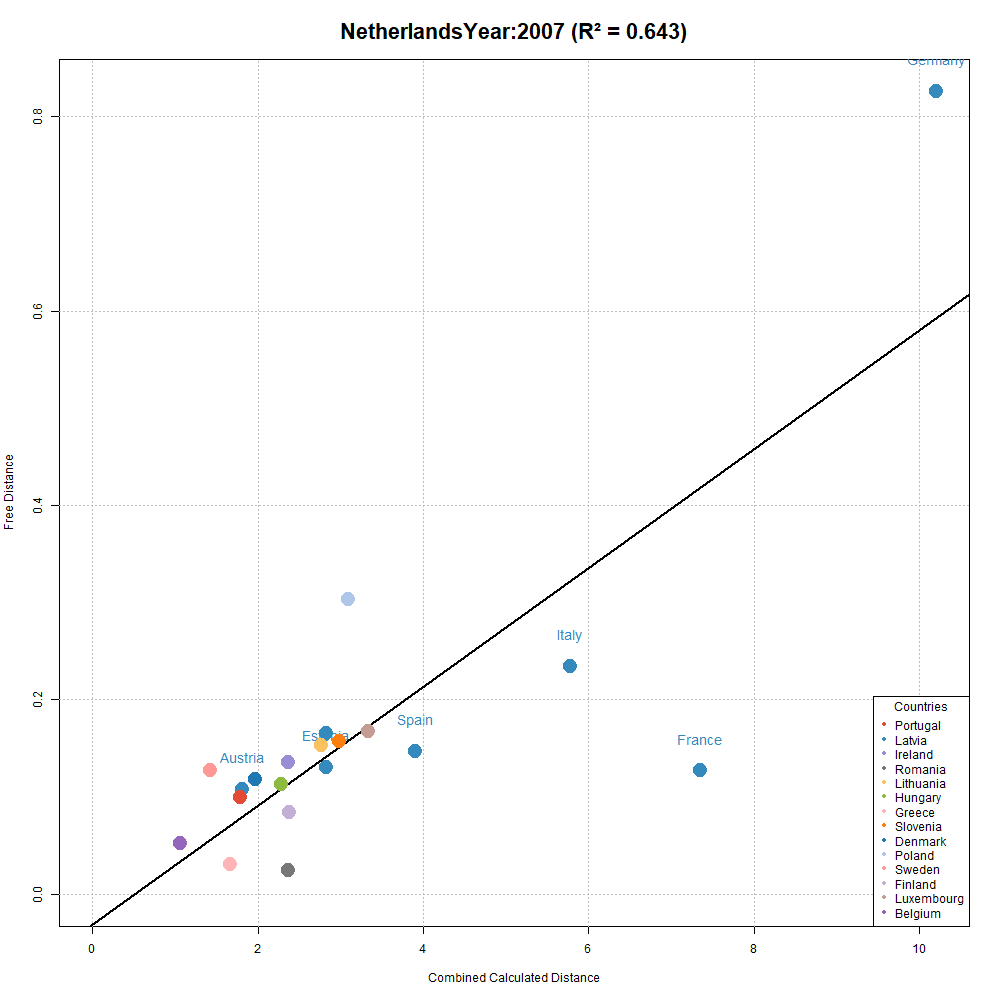 NetherlandsYear:2007 (R² = 0.643)
Germany
0.8
0.6
Free Distance
0.4
Italy
0.2
Spain
Estonia
France
Austria
0.0
Countries
Portugal
Latvia
Ireland
Romania
Lithuania
Hungary
Greece
Slovenia
Denmark
Poland
Sweden
Finland
Luxembourg
Belgium
0 2 4 6 8 10
Combined Calculated Distance